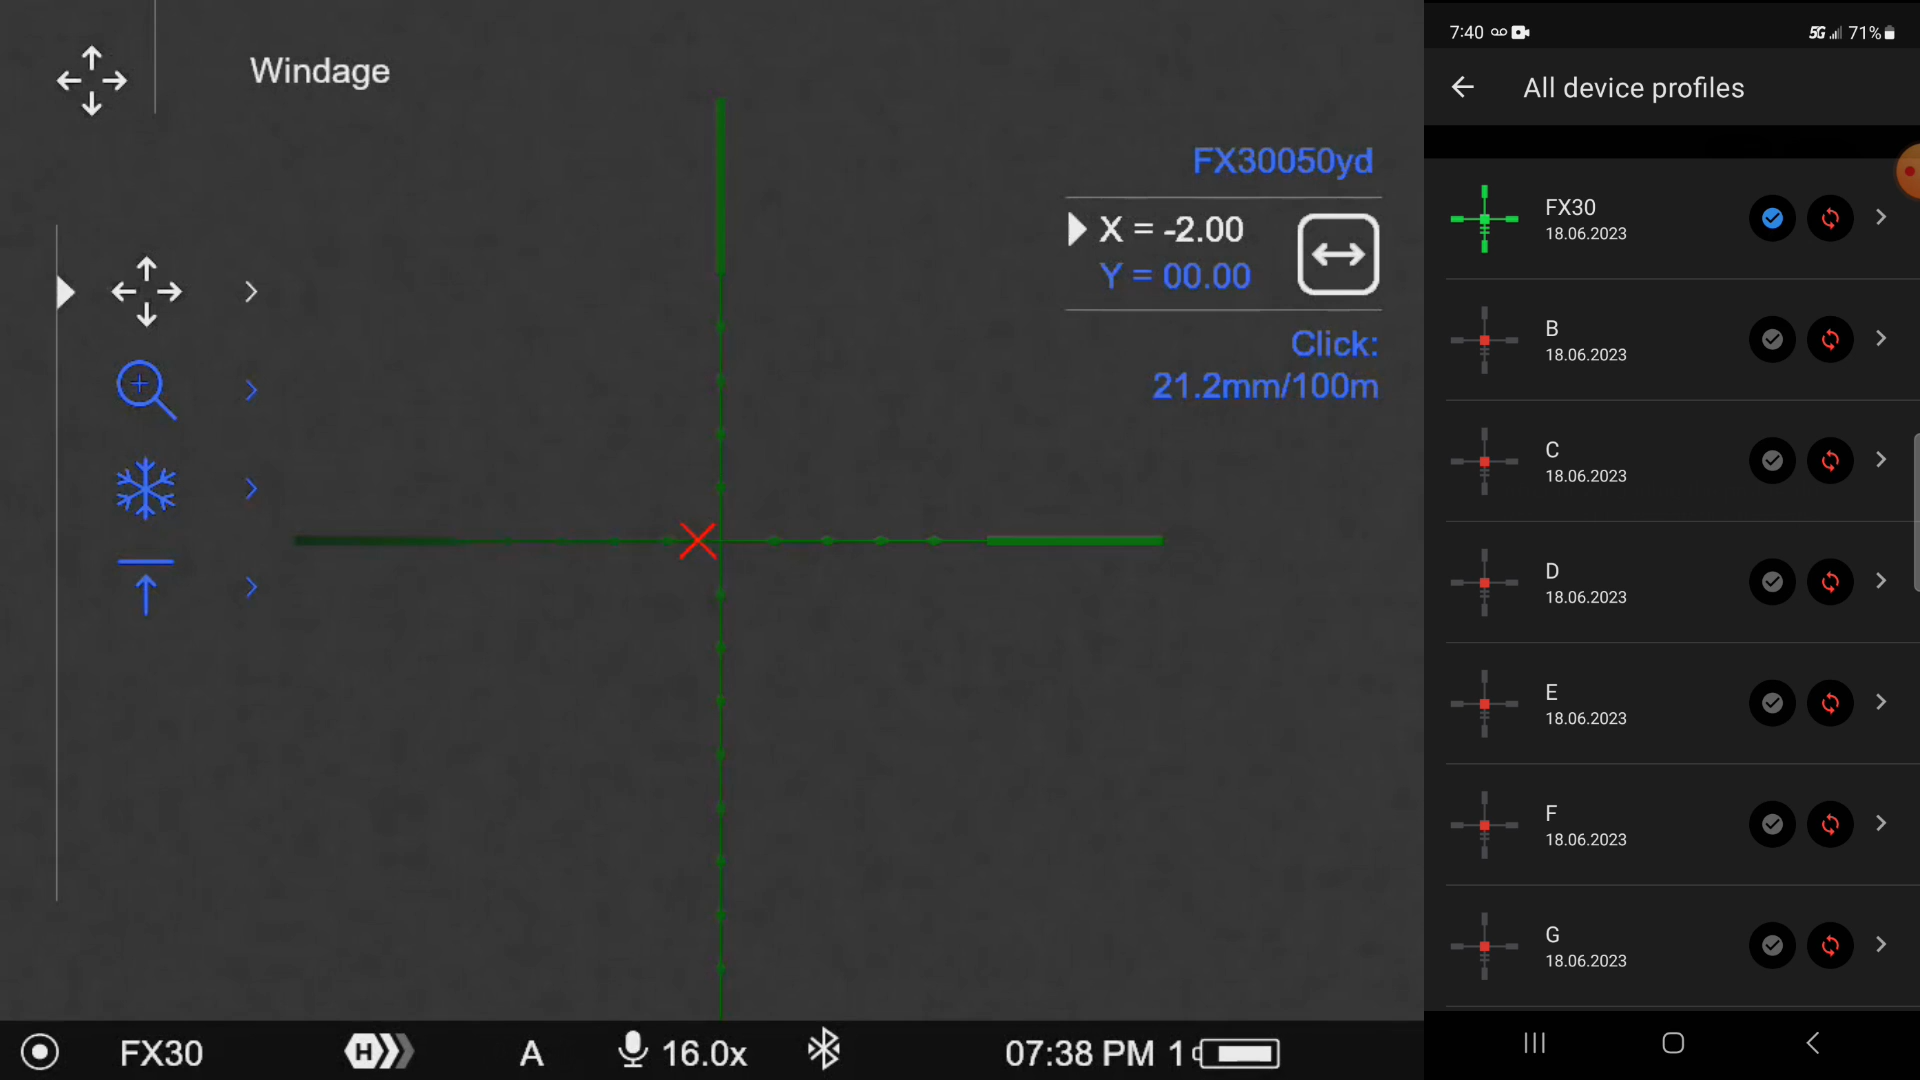 Windage
FX30050yd
X = -2.00
Y = 00.00
Click:
21.2mm/100m
FX30
H
A
16.0x
07:38 PM
1
7:40
5G
71%
All device profiles
FX30
18.06.2023
B
18.06.2023
C
18.06.2023
D
18.06.2023
E
18.06.2023
F
18.06.2023
G
18.06.2023